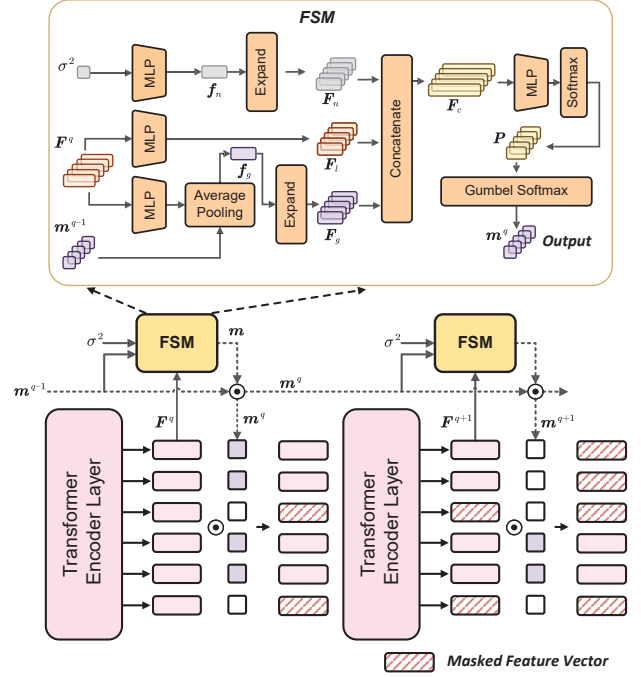 FSM
σ²
MLP
f_n
Expand
F_n
F^q
MLP
F_l
MLP
f_g
Average
Pooling
Expand
F_g
m^{q-1}
Concatenate
F_c
MLP
Softmax
P
Gumbel Softmax
m^q
Output
σ²
FSM
m
σ²
FSM
m^{q-1}
m^q
F^q
m^q
F^{q+1}
m^{q+1}
Transformer
Encoder Layer
Transformer
Encoder Layer
Masked Feature Vector